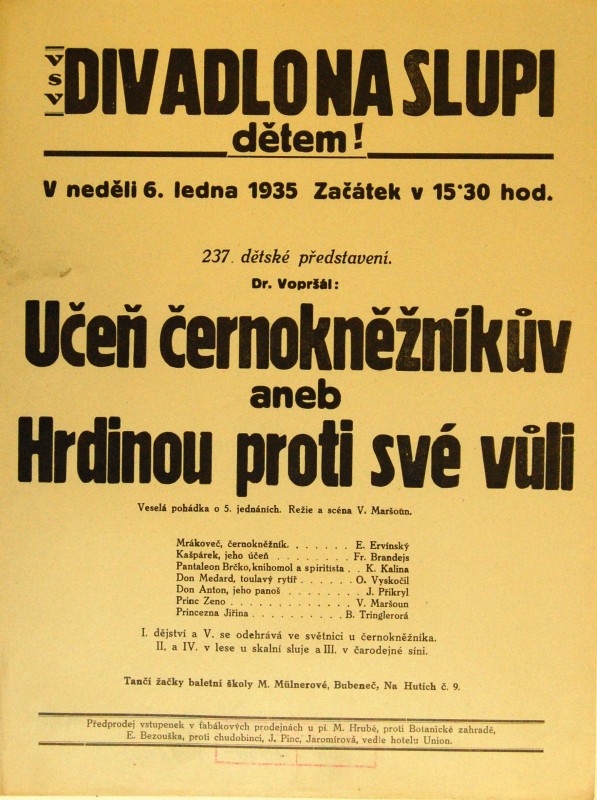 VSV DIVADLO NA SLUPI
dětem!
V neděli 6. ledna 1935 Začátek v 15·30 hod.
237. dětské představení.
Dr. Vopršál:
Učeň černokněžníkův
aneb
Hrdinou proti své vůli
Veselá pohádka o 5. jednáních. Režie a scéna V. Maršoun.
Mrákoveč, černokněžník. . . . . . . E. Ervínský
Kašpárek, jeho učeň . . . . . . . . Fr. Brandejs
Pantaleon Brčko, knihomol a spiritista . . K. Kalina
Don Medard, toulavý rytíř . . . . . . O. Vyskočil
Don Anton, jeho panoš . . . . . . . . J. Přikryl
Princ Zeno . . . . . . . . . . . . V. Maršoun
Princezna Jiřina . . . . . . . . . . B. Tringlerorá
I. dějství a V. se odehrává ve světnici u černokněžníka.
II. a IV. v lese u skalní sluje a III. v čarodejné síni.
Tančí žačky baletní školy M. Mülnerové, Bubeneč, Na Hutích č. 9.
Předprodej vstupenek v ťabákových prodejnách u pí. M. Hrubé, proti Botanické zahradě,
E. Bezouška, proti chudobinci, J. Pinc, Jaromírová, vedle hotelu Union.